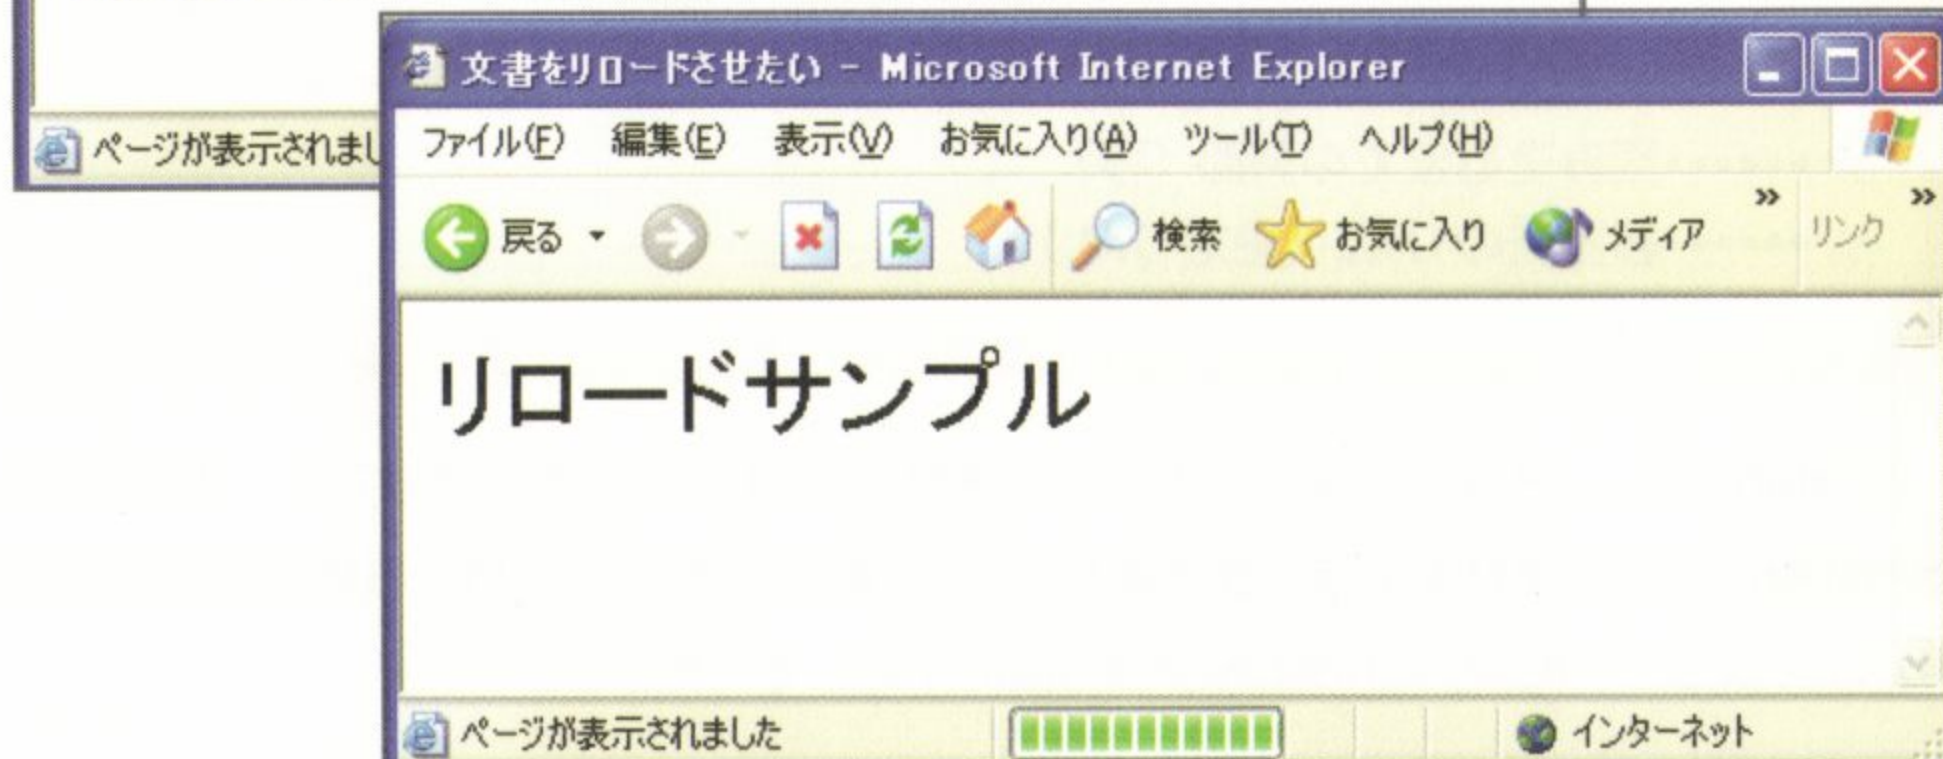 文書をリロードさせたい - Microsoft Internet Explorer
ページが表示されまし
ファイル(F) 編集(E) 表示(V) お気に入り(A) ツール(T) ヘルプ(H)
戻る 検索 お気に入り メディア » リンク »
リロードサンプル
ページが表示されました インターネット